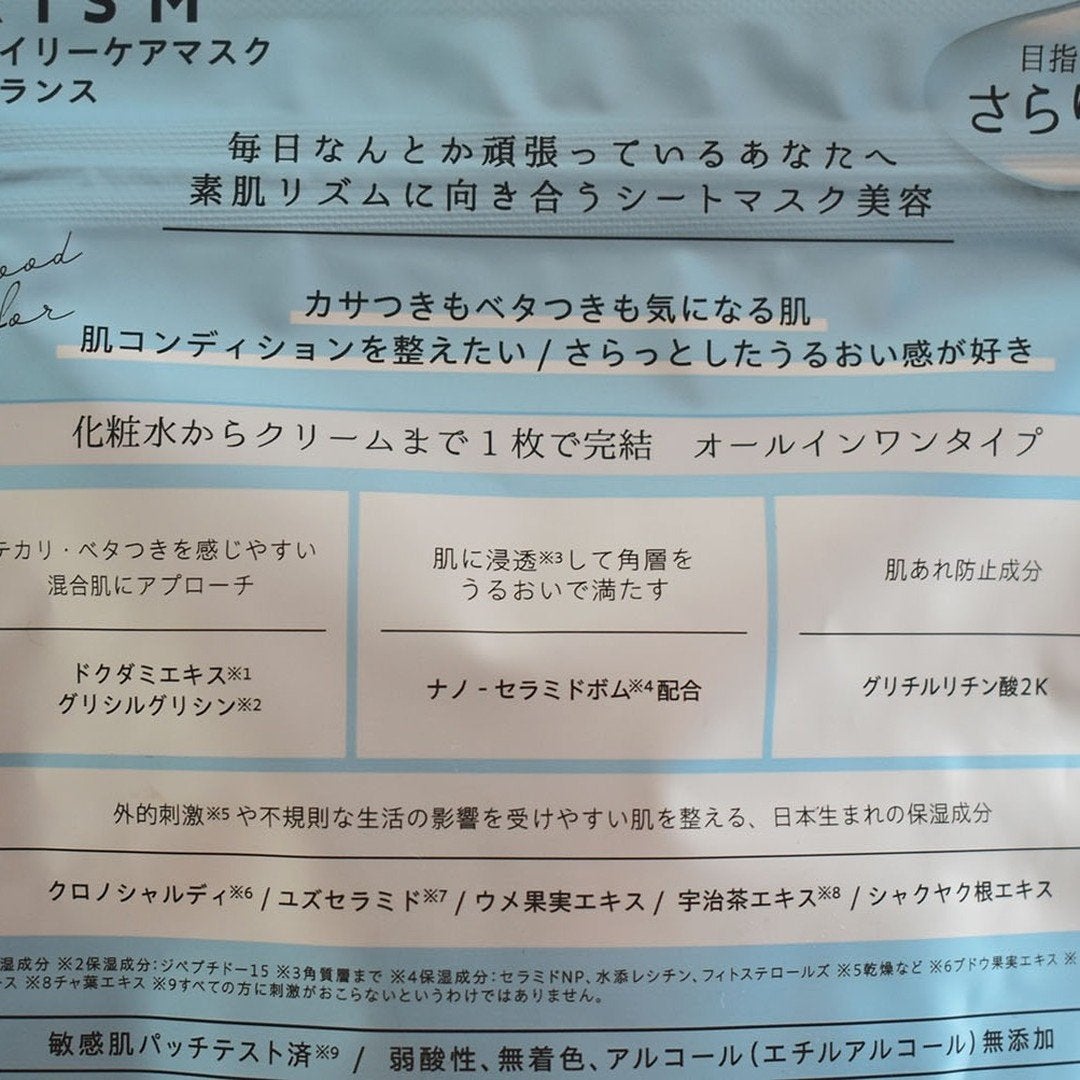 RISM
イリーケアマスク
ランス
目指
さらり
毎日なんとか頑張っているあなたへ
素肌リズムに向き合うシートマスク美容
ood
カサつきもベタつきも気になる肌
肌コンディションを整えたい / さらっとしたうるおい感が好き
化粧水からクリームまで1枚で完結 オールインワンタイプ
テカリ・ベタつきを感じやすい
混合肌にアプローチ
ドクダミエキス※1
グリシルグリシン※2
肌に浸透※3して角層を
うるおいで満たす
ナノ-セラミドボム※4配合
肌あれ防止成分
グリチルリチン酸2K
外的刺激※5や不規則な生活の影響を受けやすい肌を整える、日本生まれの保湿成分
クロノシャルディ※6 / ユズセラミド※7 / ウメ果実エキス / 宇治茶エキス※8 / シャクヤク根エキス
湿成分 ※2保湿成分:ジペプチドー15 ※3角質層まで ※4保湿成分:セラミドNP、水添レシチン、フィトステロールズ ※5乾燥など ※6ブドウ果実エキス ※
ース ※8チャ葉エキス ※9すべての方に刺激がおこらないというわけではありません。
敏感肌パッチテスト済※9 / 弱酸性、無着色、アルコール(エチルアルコール)無添加